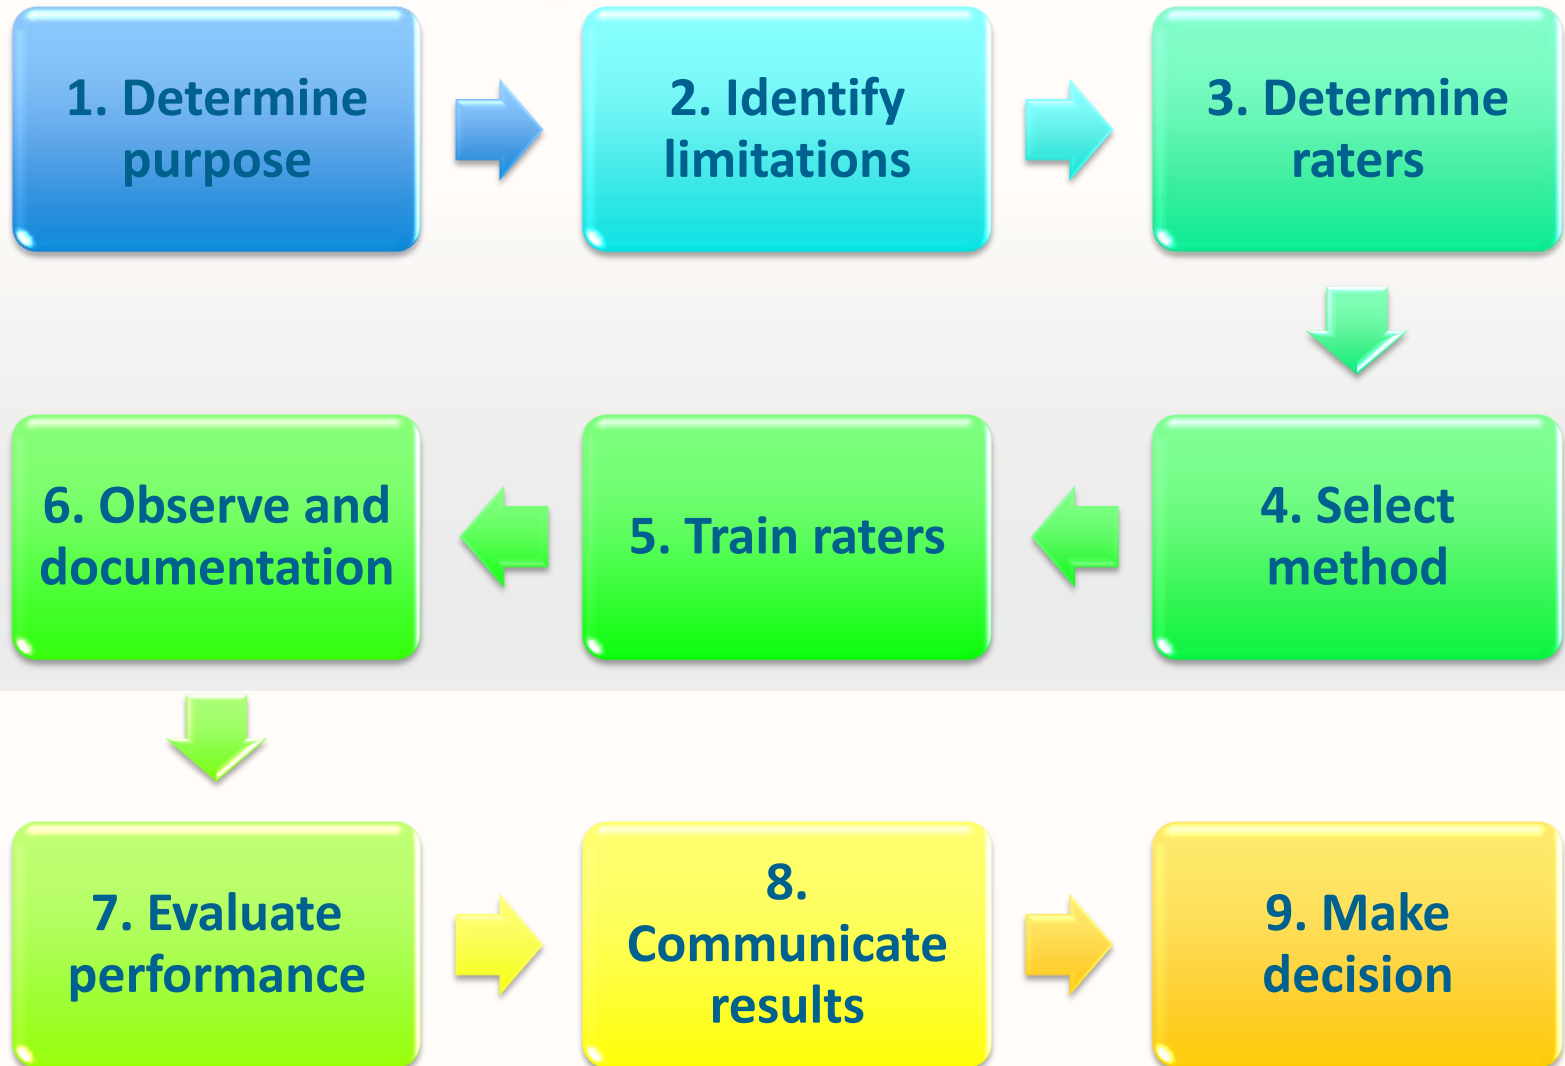 1. Determine
purpose
2. Identify
limitations
3. Determine
raters
4. Select
method
5. Train raters
6. Observe and
documentation
7. Evaluate
performance
8.
Communicate
results
9. Make
decision